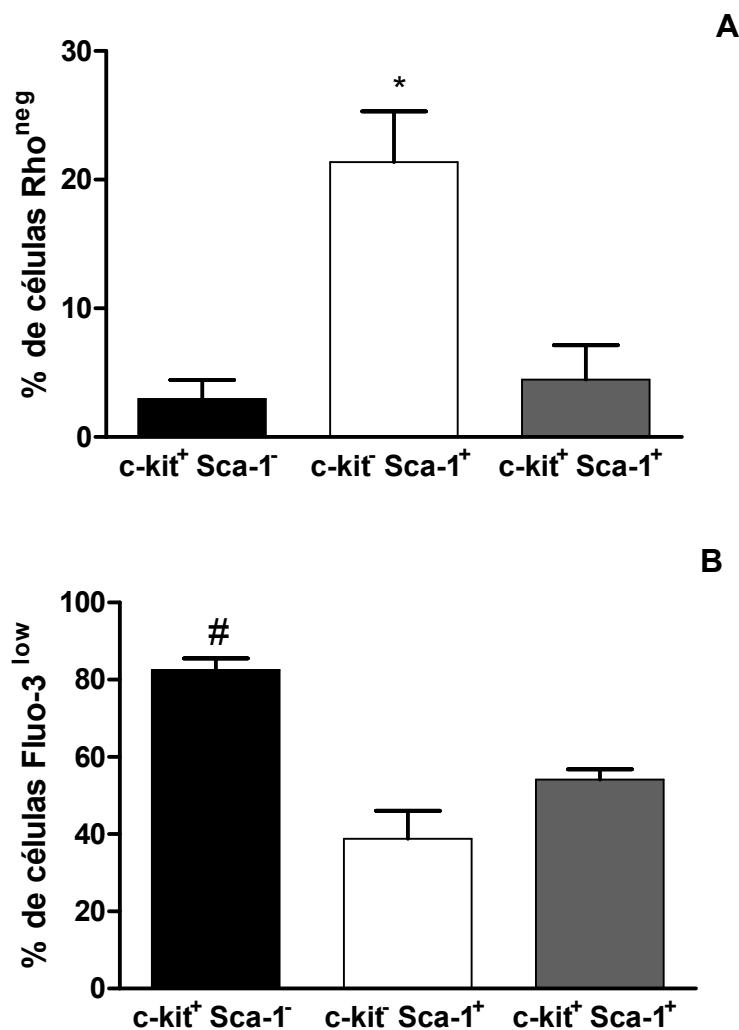 A
% de células Rho^neg
30
20
10
0
*
c-kit⁺ Sca-1⁻
c-kit⁻ Sca-1⁺
c-kit⁺ Sca-1⁺
B
% de células Fluo-3 ^low
100
80
60
40
20
0
#
c-kit⁺ Sca-1⁻
c-kit⁻ Sca-1⁺
c-kit⁺ Sca-1⁺